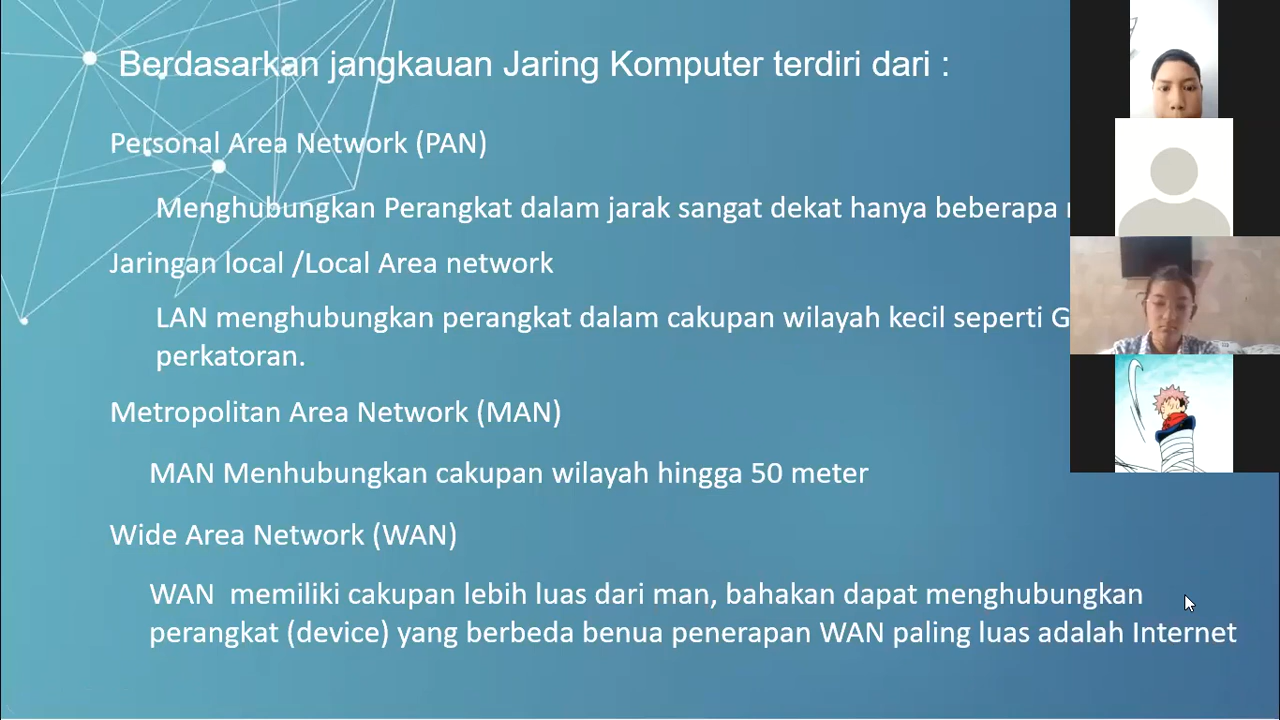 Berdasarkan jangkauan Jaring Komputer terdiri dari :
Personal Area Network (PAN)
Menghubungkan Perangkat dalam jarak sangat dekat hanya beberapa
Jaringan local /Local Area network
LAN menghubungkan perangkat dalam cakupan wilayah kecil seperti
perkatoran.
Metropolitan Area Network (MAN)
MAN Menhubungkan cakupan wilayah hingga 50 meter
Wide Area Network (WAN)
WAN memiliki cakupan lebih luas dari man, bahakan dapat menghubungkan
perangkat (device) yang berbeda benua penerapan WAN paling luas adalah Internet